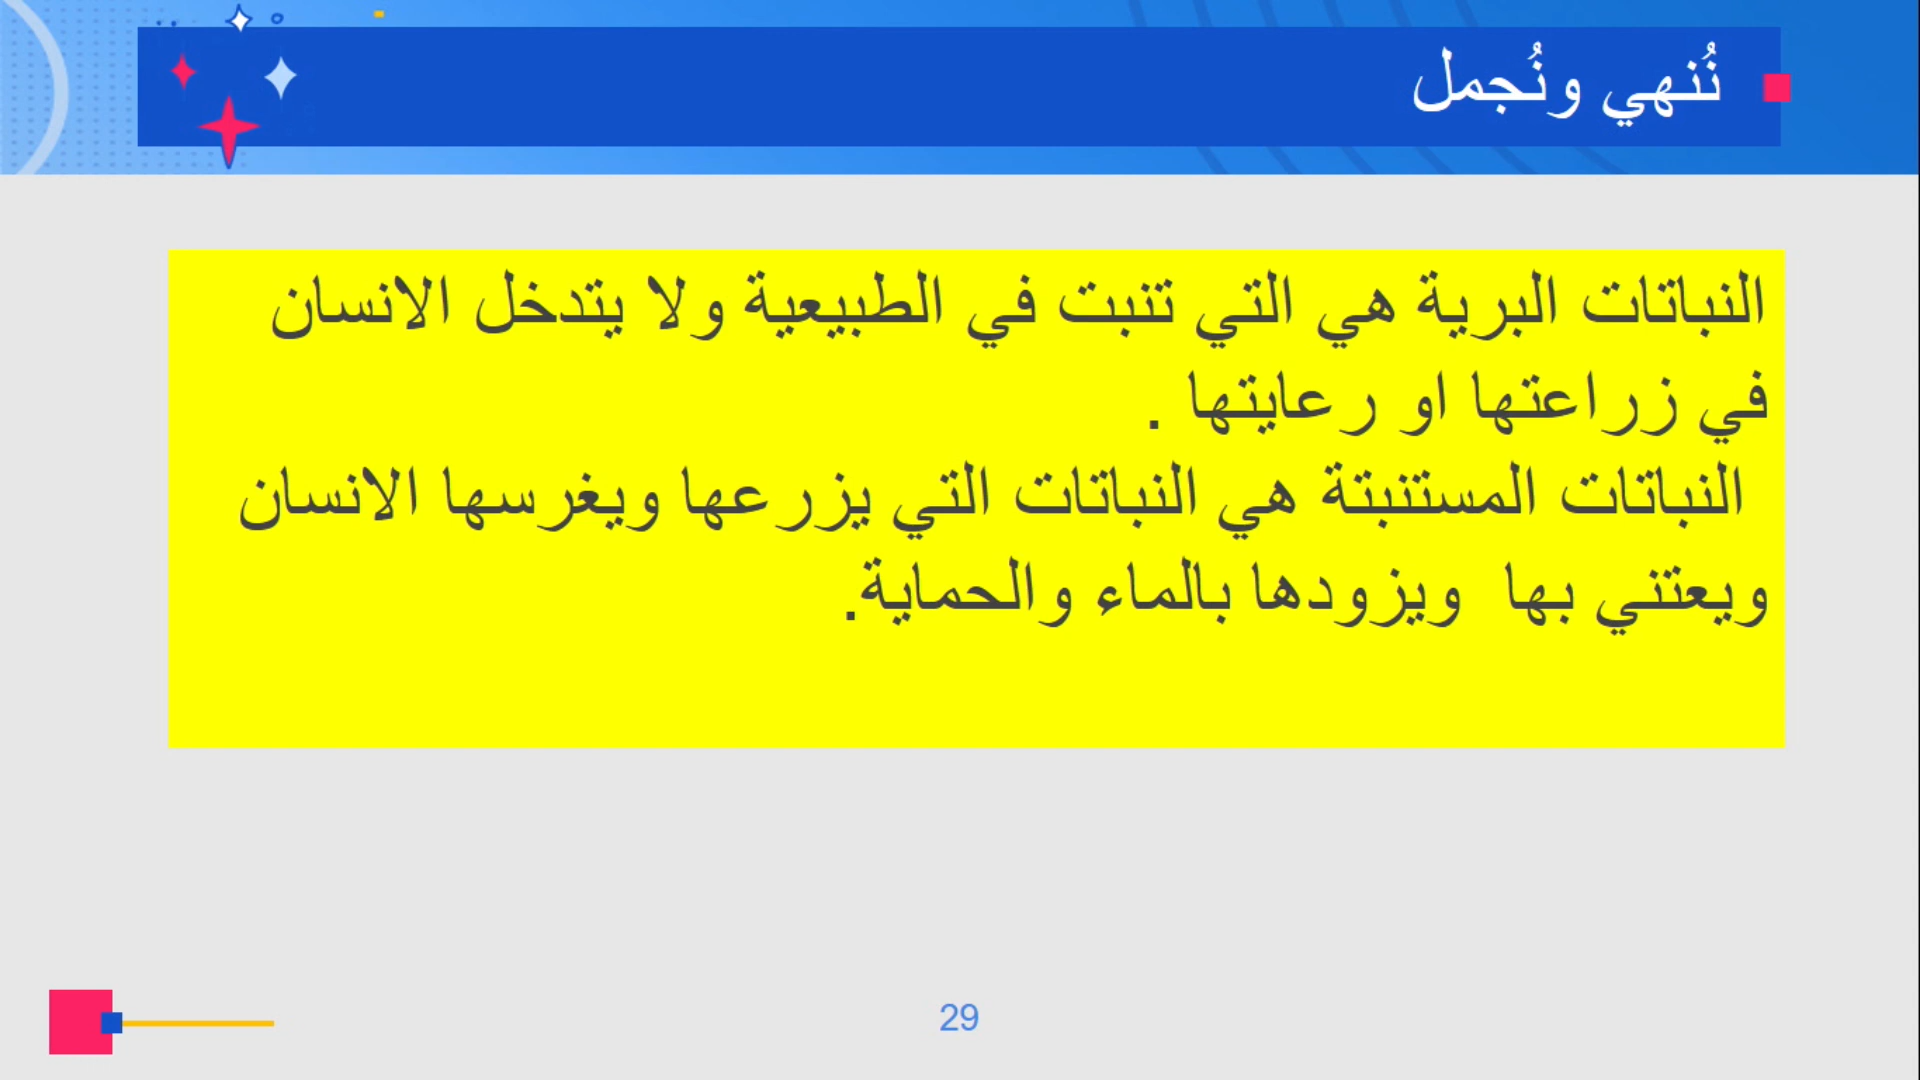 نُنهي ونُجمل
النباتات البرية هي التي تنبت في الطبيعية ولا يتدخل الانسان
في زراعتها او رعايتها .
النباتات المستنبتة هي النباتات التي يزرعها ويغرسها الانسان
ويعتني بها ويزودها بالماء والحماية.
29